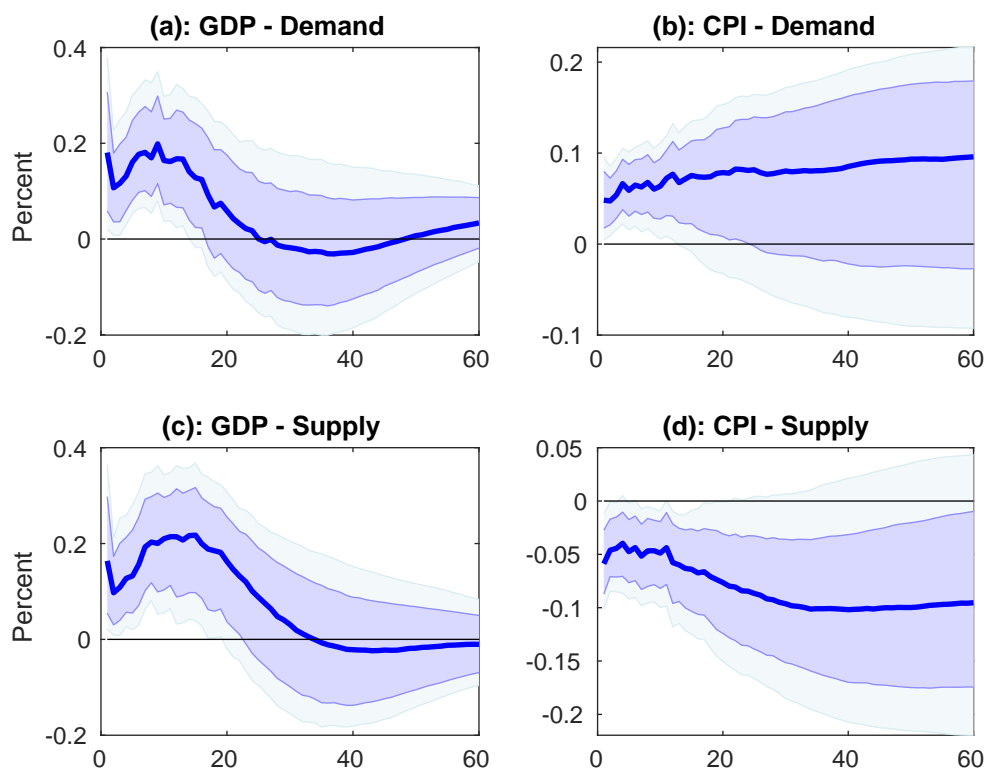 (a): GDP - Demand
0.4
0.2
0
-0.2
Percent
0 20 40 60
(b): CPI - Demand
0.2
0.1
0
-0.1
0 20 40 60
(c): GDP - Supply
0.4
0.2
0
-0.2
Percent
0 20 40 60
(d): CPI - Supply
0.05
0
-0.05
-0.1
-0.15
-0.2
0 20 40 60